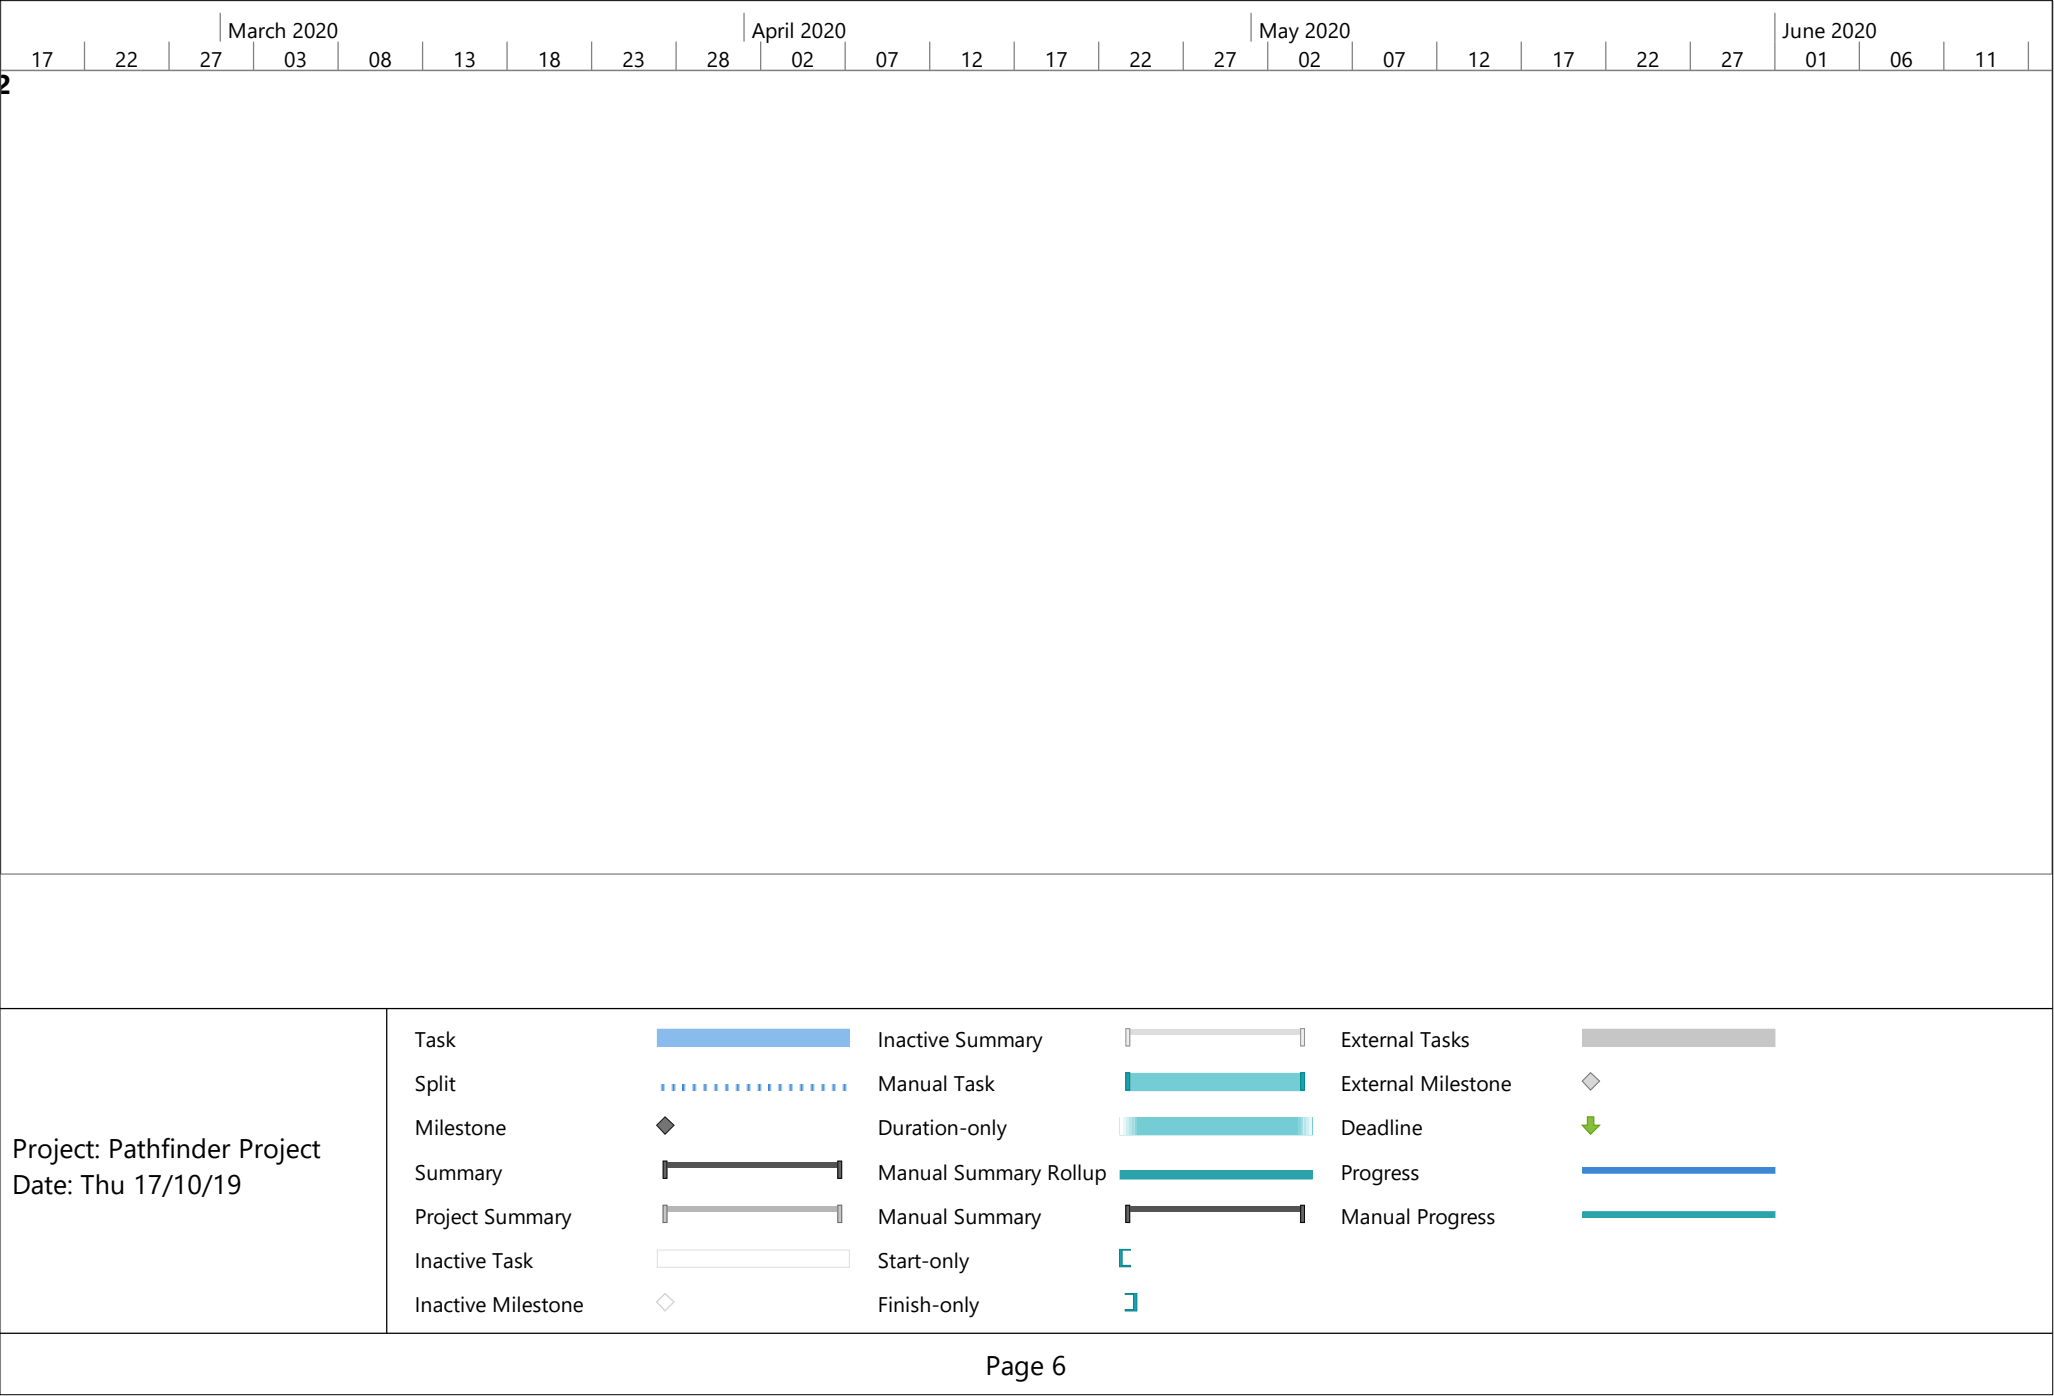 March 2020 April 2020 May 2020 June 2020
17 22 27 03 08 13 18 23 28 02 07 12 17 22 27 02 07 12 17 22 27 01 06 11
2
Task Inactive Summary External Tasks
Split Manual Task External Milestone
Milestone Duration-only Deadline
Summary Manual Summary Rollup Progress
Project Summary Manual Summary Manual Progress
Inactive Task Start-only
Inactive Milestone Finish-only
Project: Pathfinder Project
Date: Thu 17/10/19
Page 6